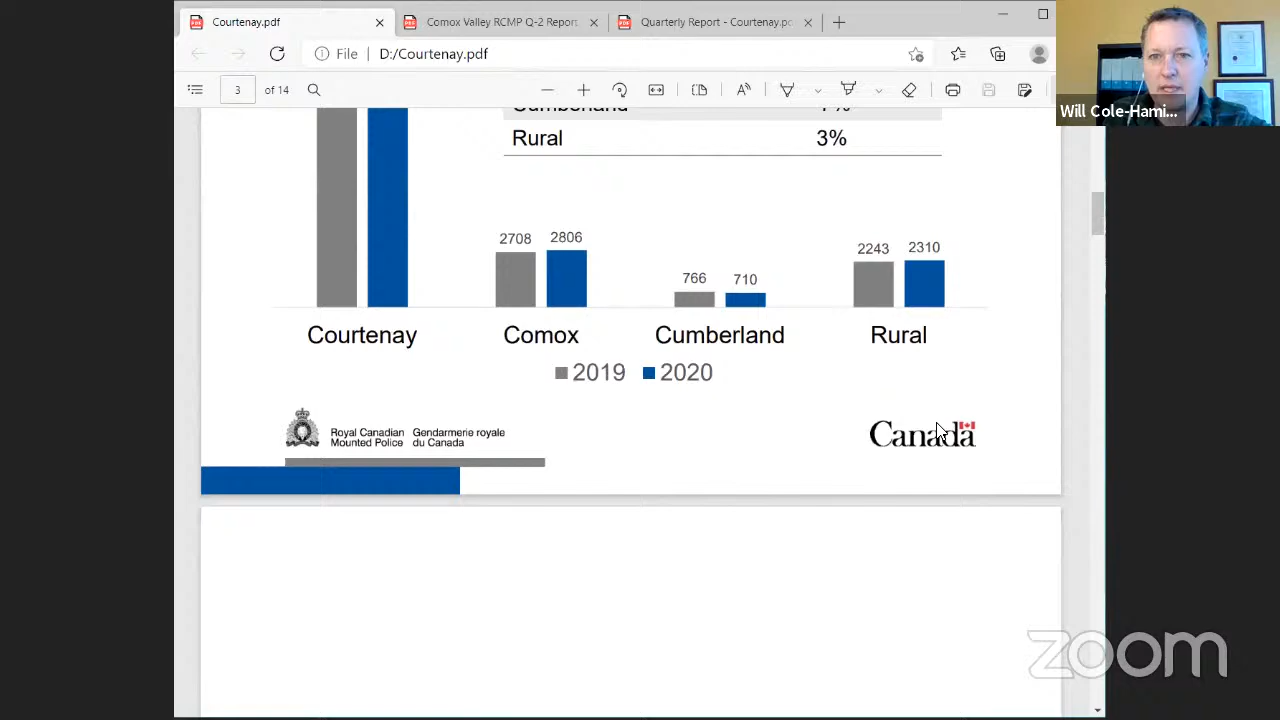 Courtenay.pdf
Comox Valley RCMP Q-2 Report
Quarterly Report - Courtenay.pc
File
D:/Courtenay.pdf
3
of 14
Will Cole-Hami...
Rural 3%
2708 2806
766 710
2243 2310
Courtenay Comox Cumberland Rural
2019 2020
Royal Canadian Gendarmerie royale
Mounted Police du Canada
Canada
zoom